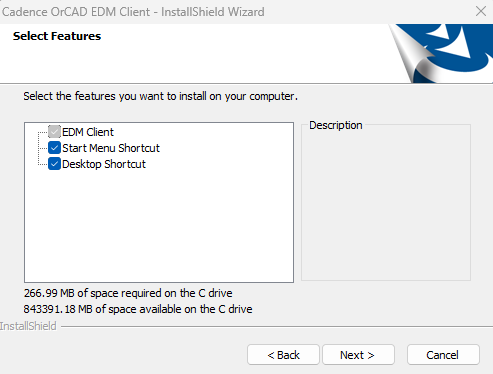 Cadence OrCAD EDM Client - InstallShield Wizard
Select Features
Select the features you want to install on your computer.
EDM Client
Start Menu Shortcut
Desktop Shortcut
Description
266.99 MB of space required on the C drive
843391.18 MB of space available on the C drive
InstallShield
< Back
Next >
Cancel